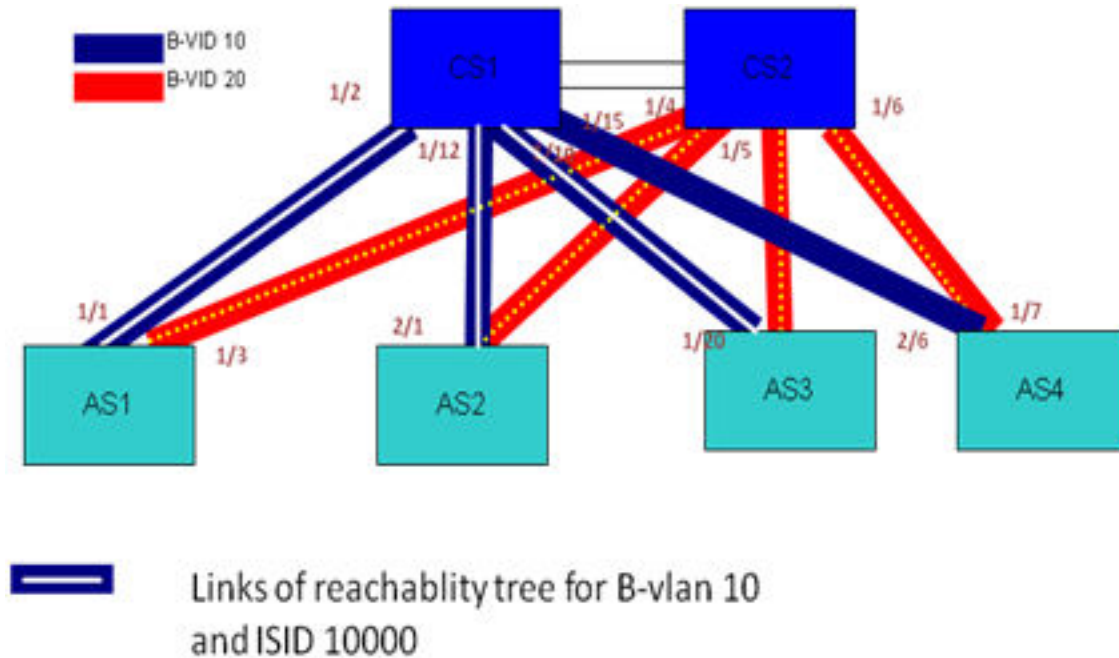 B-VID 10
B-VID 20
CS1
CS2
1/2
1/4
1/6
1/15
1/12
1/5
1/1
2/1
1/3
1/20
2/6
1/7
AS1
AS2
AS3
AS4
Links of reachablity tree for B-vlan 10
and ISID 10000